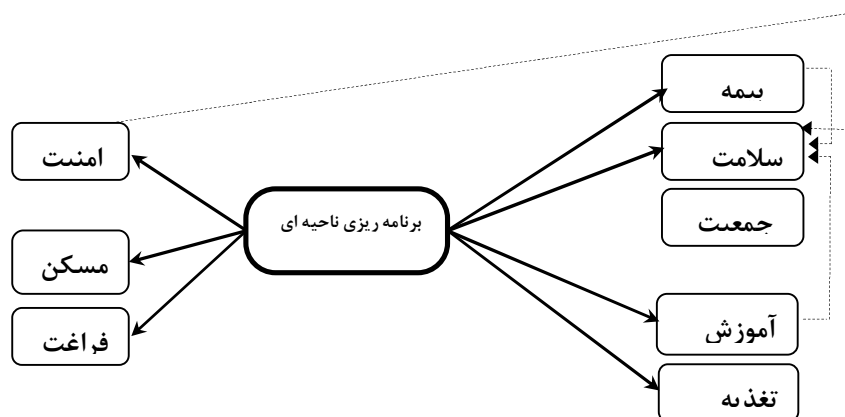 بیمه
سلامت
جمعیت
آموزش
تغذیه
برنامه ریزی ناحیه ای
امنیت
مسکن
فراغت